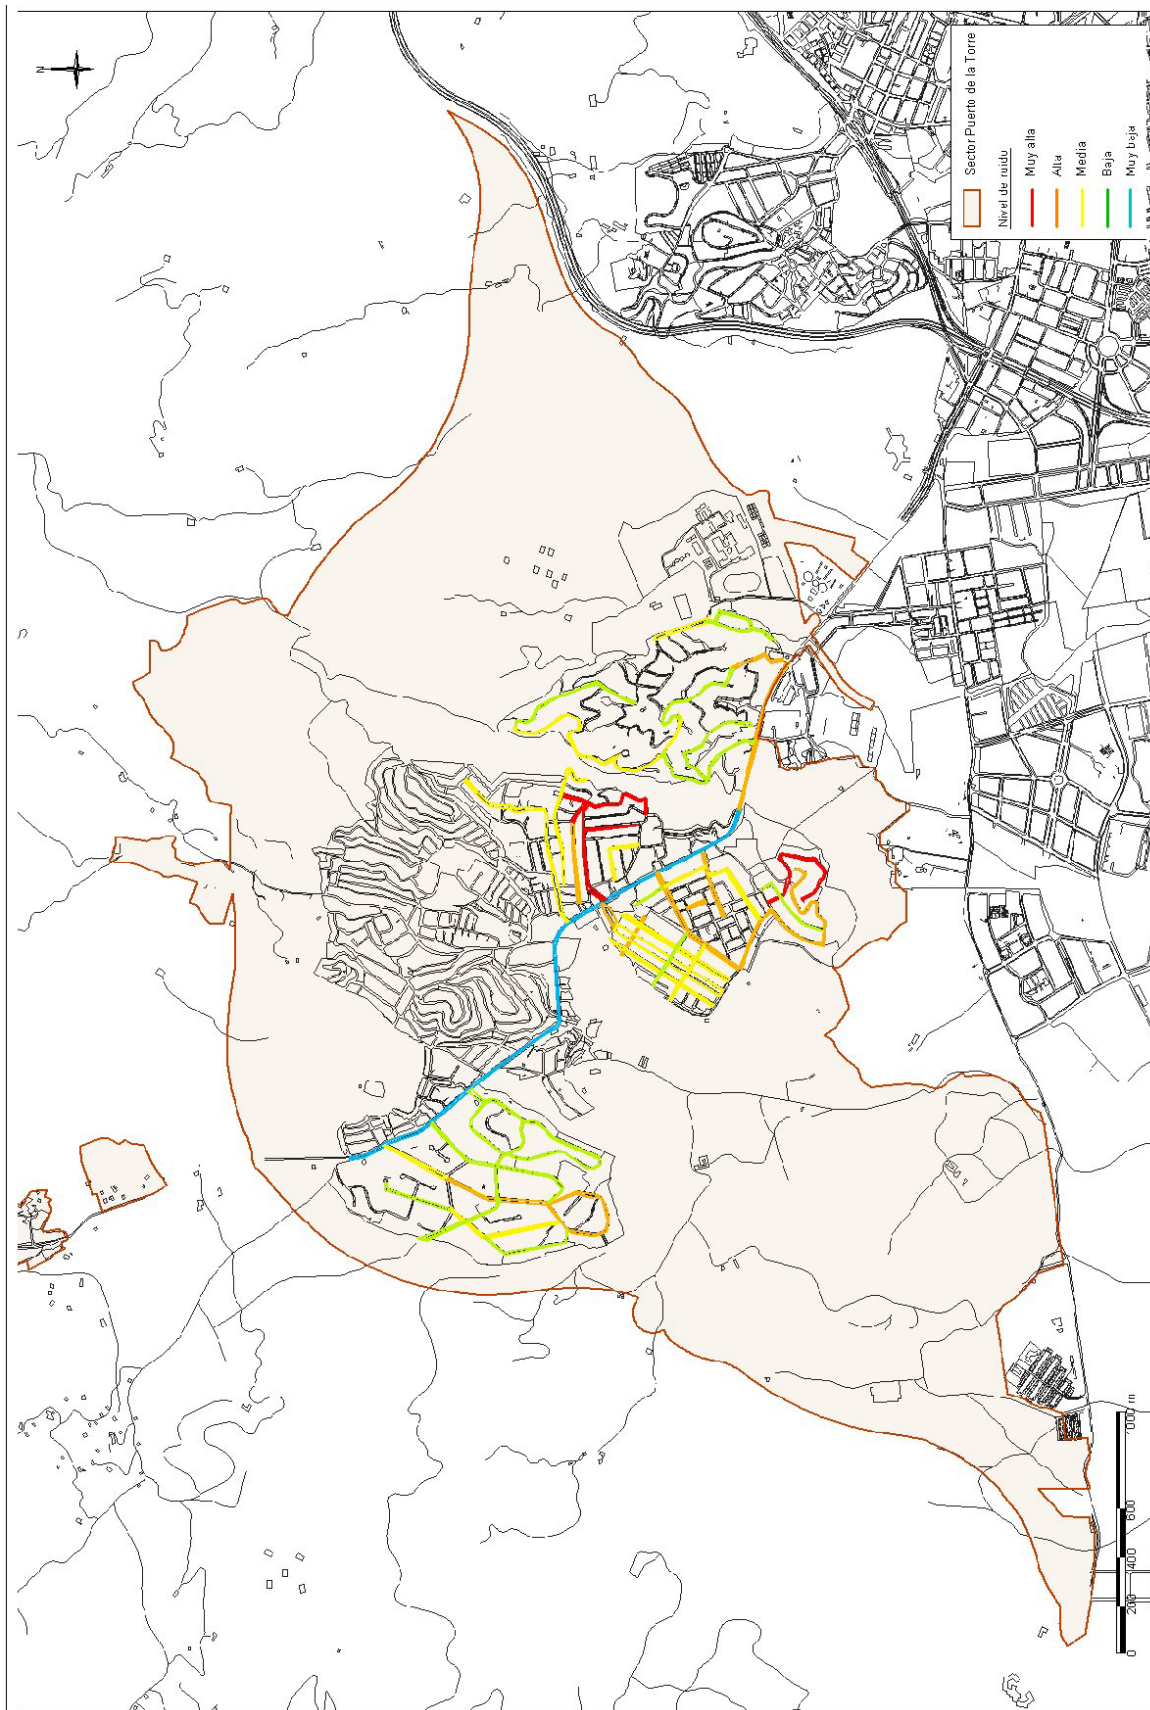 N
Sector Puerto de la Torre
Nivel de ruido
Muy alta
Alta
Media
Baja
Muy baja
0
200
400
600